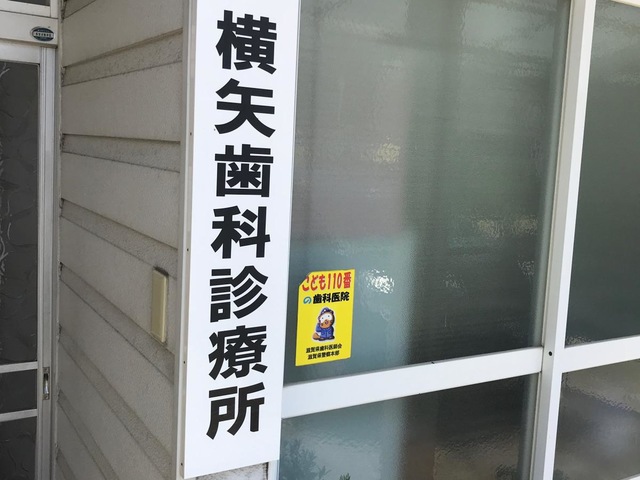 横矢歯科診療所
こども110番
の歯科医院
滋賀県歯科医師会
滋賀県警察本部